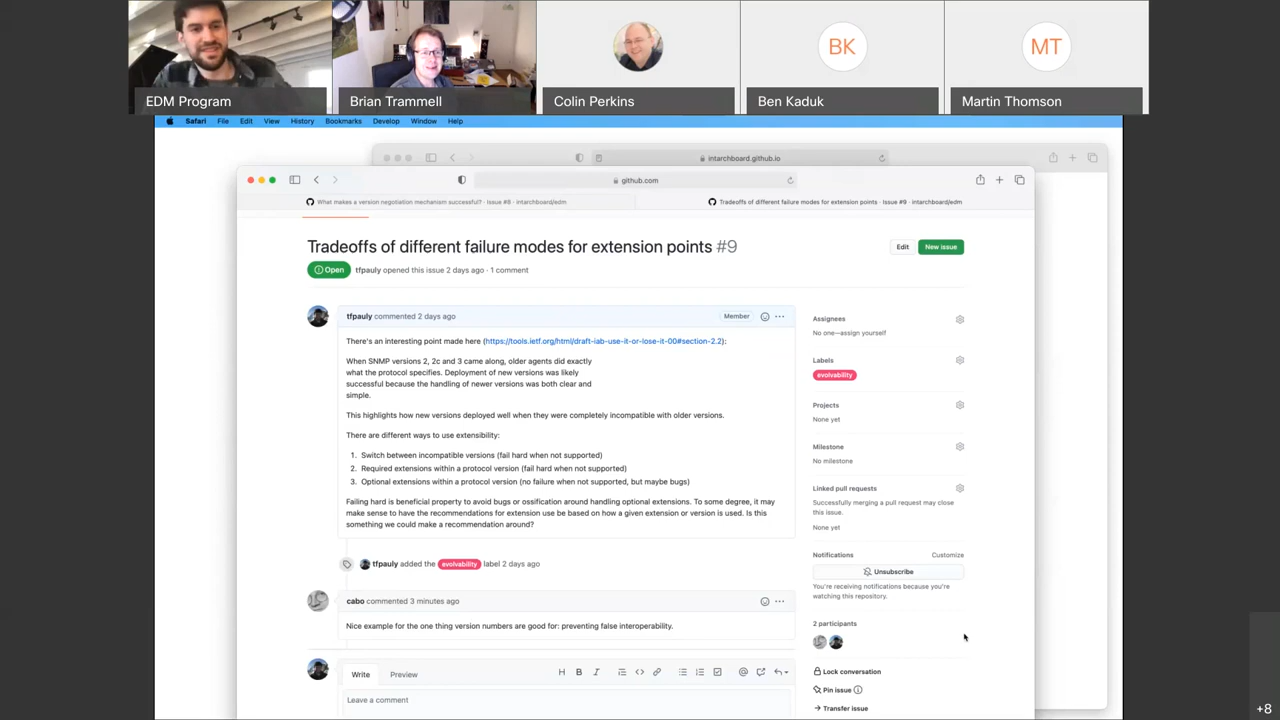 BK
MT
EDM Program
Brian Trammell
Colin Perkins
Ben Kaduk
Martin Thomson
Safari File Edit View History Bookmarks Develop Window Help
intarchboard.github.io
github.com
What makes a version negotiation mechanism successful? · Issue #8 · intarchboard/edm
Tradeoffs of different failure modes for extension points · Issue #9 · intarchboard/edm
Tradeoffs of different failure modes for extension points #9
Edit
New issue
Open
tfpauly opened this issue 2 days ago · 1 comment
tfpauly commented 2 days ago
Member
There's an interesting point made here (https://tools.ietf.org/html/draft-iab-use-it-or-lose-it-00#section-2.2):
When SNMP versions 2, 2c and 3 came along, older agents did exactly
what the protocol specifies. Deployment of new versions was likely
successful because the handling of newer versions was both clear and
simple.
This highlights how new versions deployed well when they were completely incompatible with older versions.
There are different ways to use extensibility:
1. Switch between incompatible versions (fail hard when not supported)
2. Required extensions within a protocol version (fail hard when not supported)
3. Optional extensions within a protocol version (no failure when not supported, but maybe bugs)
Failing hard is beneficial property to avoid bugs or ossification around handling optional extensions. To some degree, it may
make sense to have the recommendations for extension use be based on how a given extension or version is used. Is this
something we could make a recommendation around?
tfpauly added the evolvability label 2 days ago
cabo commented 3 minutes ago
Nice example for the one thing version numbers are good for: preventing false interoperability.
Write
Preview
H B I
Leave a comment
Assignees
No one—assign yourself
Labels
evolvability
Projects
None yet
Milestone
No milestone
Linked pull requests
Successfully merging a pull request may close
this issue.
None yet
Notifications
Customize
Unsubscribe
You're receiving notifications because you're
watching this repository.
2 participants
Lock conversation
Pin issue
Transfer issue
+8